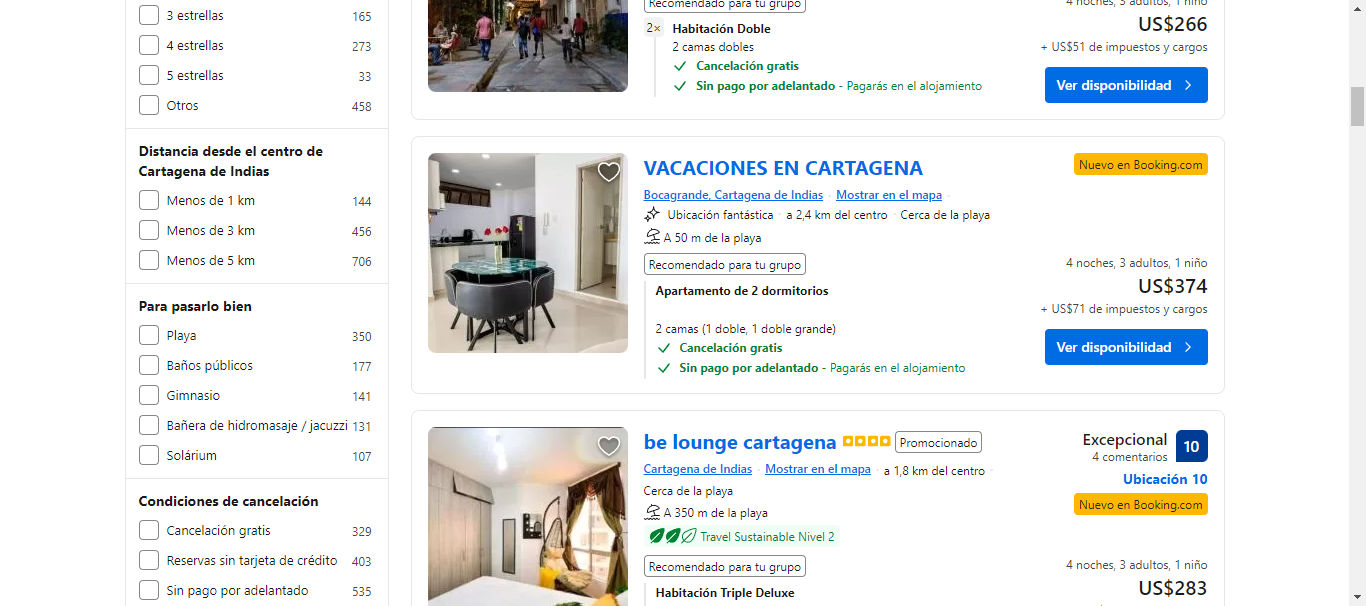 3 estrellas 165
4 estrellas 273
5 estrellas 33
Otros 458
Distancia desde el centro de
Cartagena de Indias
Menos de 1 km 144
Menos de 3 km 456
Menos de 5 km 706
Para pasarlo bien
Playa 350
Baños públicos 177
Gimnasio 141
Bañera de hidromasaje / jacuzzi 131
Solárium 107
Condiciones de cancelación
Cancelación gratis 329
Reservas sin tarjeta de crédito 403
Sin pago por adelantado 535
Recomendado para tu grupo
2× Habitación Doble
2 camas dobles
Cancelación gratis
Sin pago por adelantado - Pagarás en el alojamiento
4 noches, 3 adultos, 1 niño
US$266
+ US$51 de impuestos y cargos
Ver disponibilidad
VACACIONES EN CARTAGENA
Nuevo en Booking.com
Bocagrande, Cartagena de Indias · Mostrar en el mapa ·
Ubicación fantástica · a 2,4 km del centro · Cerca de la playa
A 50 m de la playa
Recomendado para tu grupo
Apartamento de 2 dormitorios
2 camas (1 doble, 1 doble grande)
Cancelación gratis
Sin pago por adelantado - Pagarás en el alojamiento
4 noches, 3 adultos, 1 niño
US$374
+ US$71 de impuestos y cargos
Ver disponibilidad
be lounge cartagena Promocionado
Cartagena de Indias · Mostrar en el mapa · a 1,8 km del centro ·
Cerca de la playa
A 350 m de la playa
Travel Sustainable Nivel 2
Recomendado para tu grupo
Habitación Triple Deluxe
Excepcional 10
4 comentarios
Ubicación 10
Nuevo en Booking.com
4 noches, 3 adultos, 1 niño
US$283